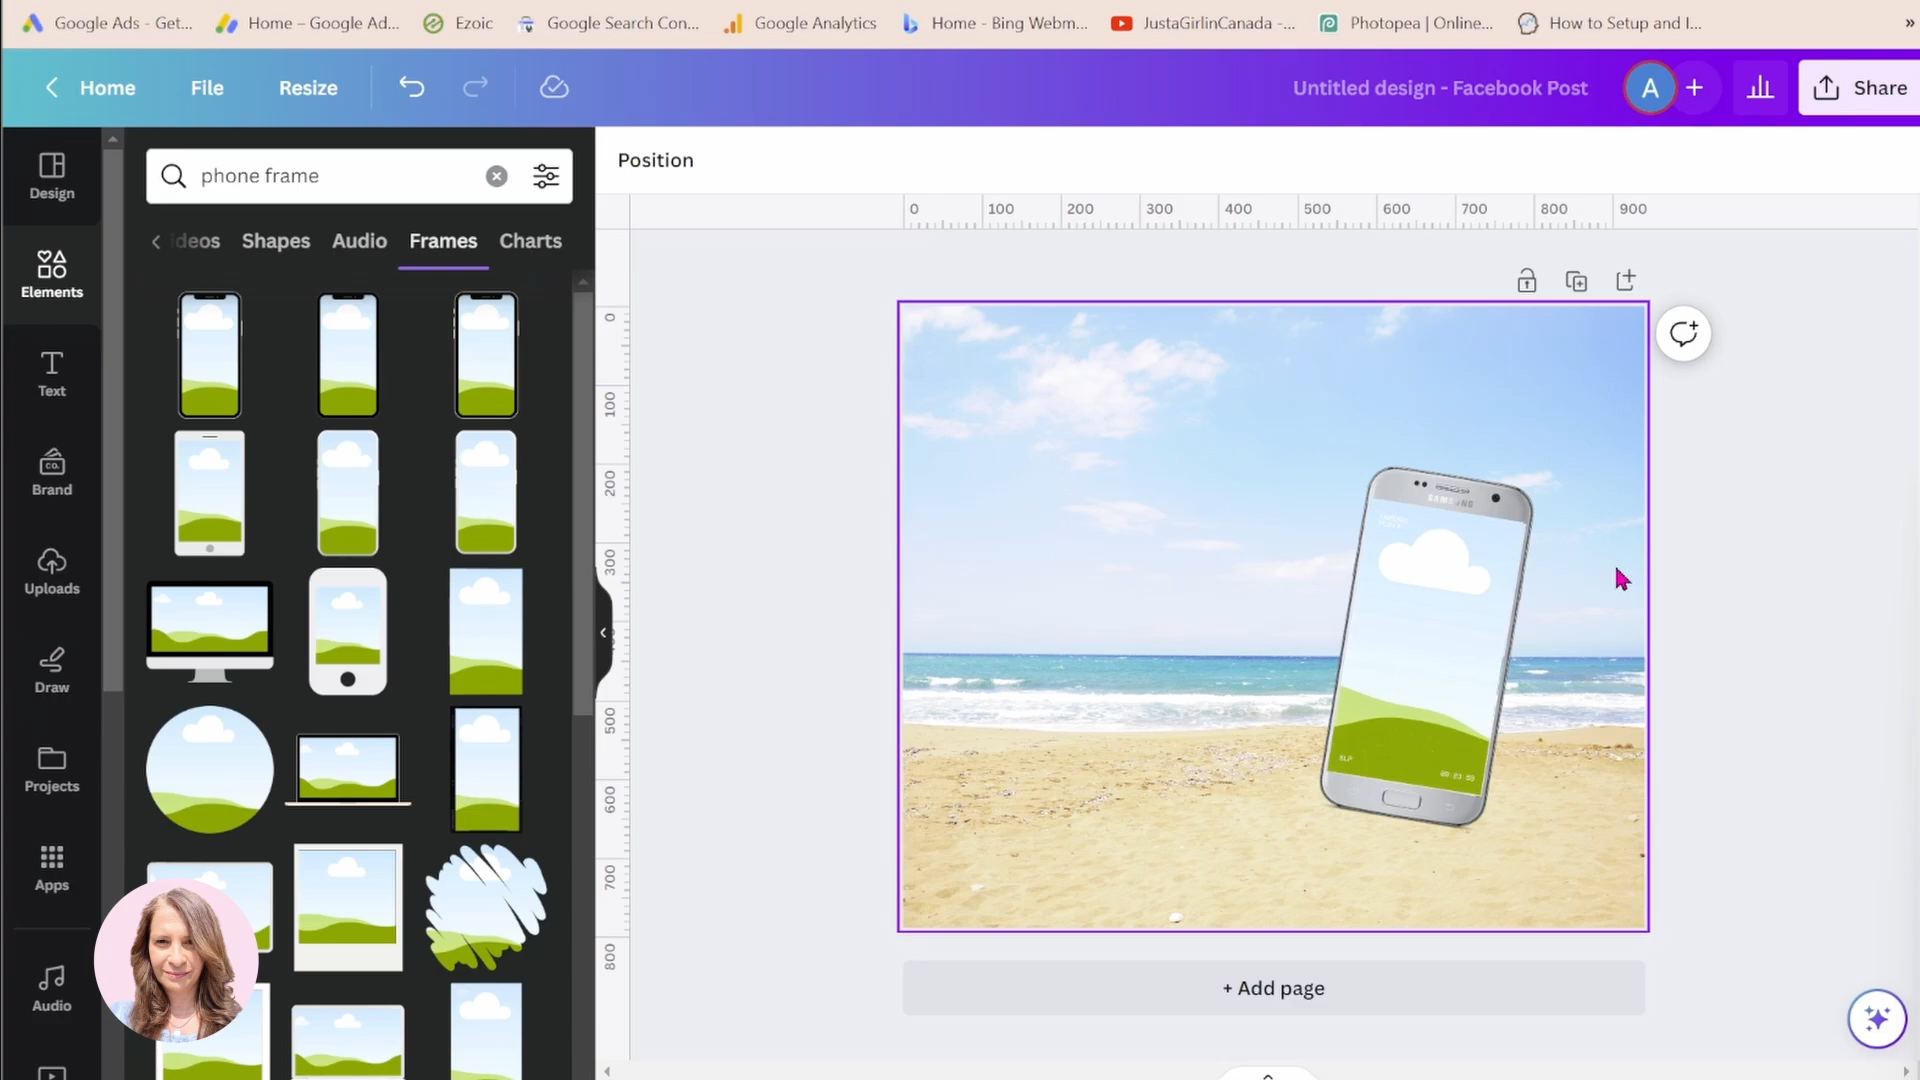 Google Ads - Get...
Home – Google Ad...
Ezoic
Google Search Con...
Google Analytics
Home - Bing Webm...
JustaGirlinCanada -...
Photopea | Online...
How to Setup and I...
»
Home
File
Resize
Untitled design - Facebook Post
A
+
Share
Design
Elements
Text
Brand
CO.
Uploads
Draw
Projects
Apps
Audio
phone frame
ideos
Shapes
Audio
Frames
Charts
Position
0
100
200
300
400
500
600
700
800
900
0
100
200
300
500
600
700
800
SAMSUNG
SLP
+ Add page